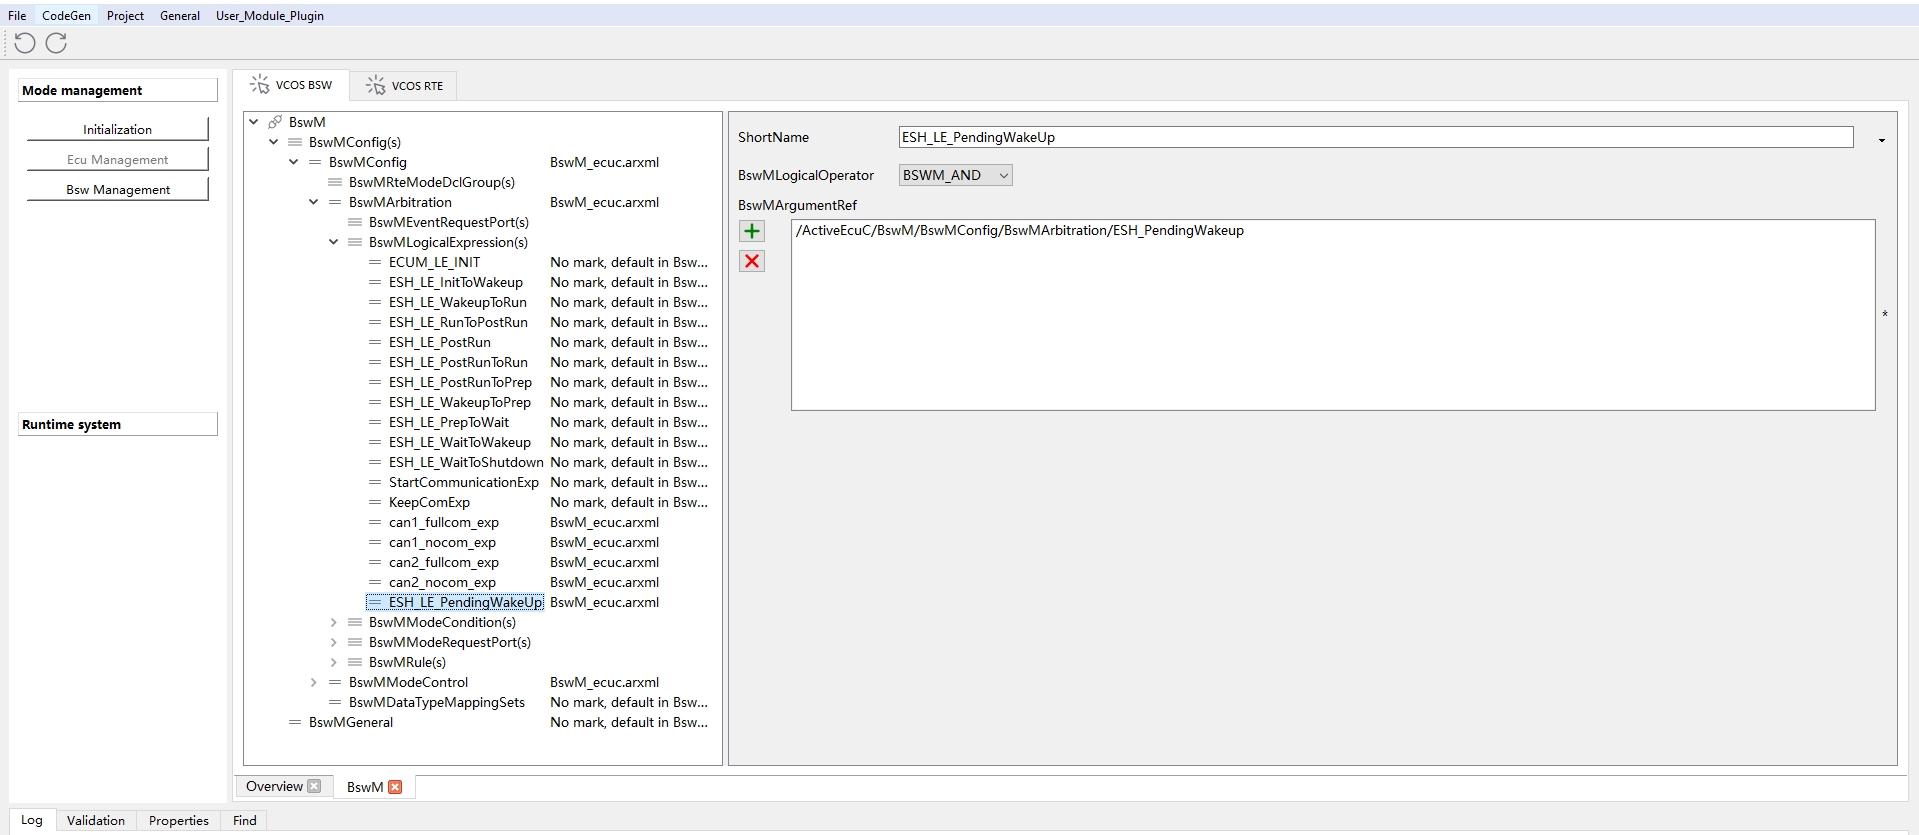 File CodeGen Project General User_Module_Plugin
Mode management
Initialization
Ecu Management
Bsw Management
Runtime system
VCOS BSW VCOS RTE
BswM
BswMConfig(s)
BswMConfig BswM_ecuc.arxml
BswMRteModeDclGroup(s)
BswMArbitration BswM_ecuc.arxml
BswMEventRequestPort(s)
BswMLogicalExpression(s)
ECUM_LE_INIT No mark, default in Bsw...
ESH_LE_InitToWakeup No mark, default in Bsw...
ESH_LE_WakeupToRun No mark, default in Bsw...
ESH_LE_RunToPostRun No mark, default in Bsw...
ESH_LE_PostRun No mark, default in Bsw...
ESH_LE_PostRunToRun No mark, default in Bsw...
ESH_LE_PostRunToPrep No mark, default in Bsw...
ESH_LE_WakeupToPrep No mark, default in Bsw...
ESH_LE_PrepToWait No mark, default in Bsw...
ESH_LE_WaitToWakeup No mark, default in Bsw...
ESH_LE_WaitToShutdown No mark, default in Bsw...
StartCommunicationExp No mark, default in Bsw...
KeepComExp No mark, default in Bsw...
can1_fullcom_exp BswM_ecuc.arxml
can1_nocom_exp BswM_ecuc.arxml
can2_fullcom_exp BswM_ecuc.arxml
can2_nocom_exp BswM_ecuc.arxml
ESH_LE_PendingWakeUp BswM_ecuc.arxml
BswMModeCondition(s)
BswMModeRequestPort(s)
BswMRule(s)
BswMModeControl BswM_ecuc.arxml
BswMDataTypeMappingSets No mark, default in Bsw...
BswMGeneral No mark, default in Bsw...
ShortName ESH_LE_PendingWakeUp
BswMLogicalOperator BSWM_AND
BswMArgumentRef
/ActiveEcuC/BswM/BswMConfig/BswMArbitration/ESH_PendingWakeup
*
Overview BswM
Log Validation Properties Find